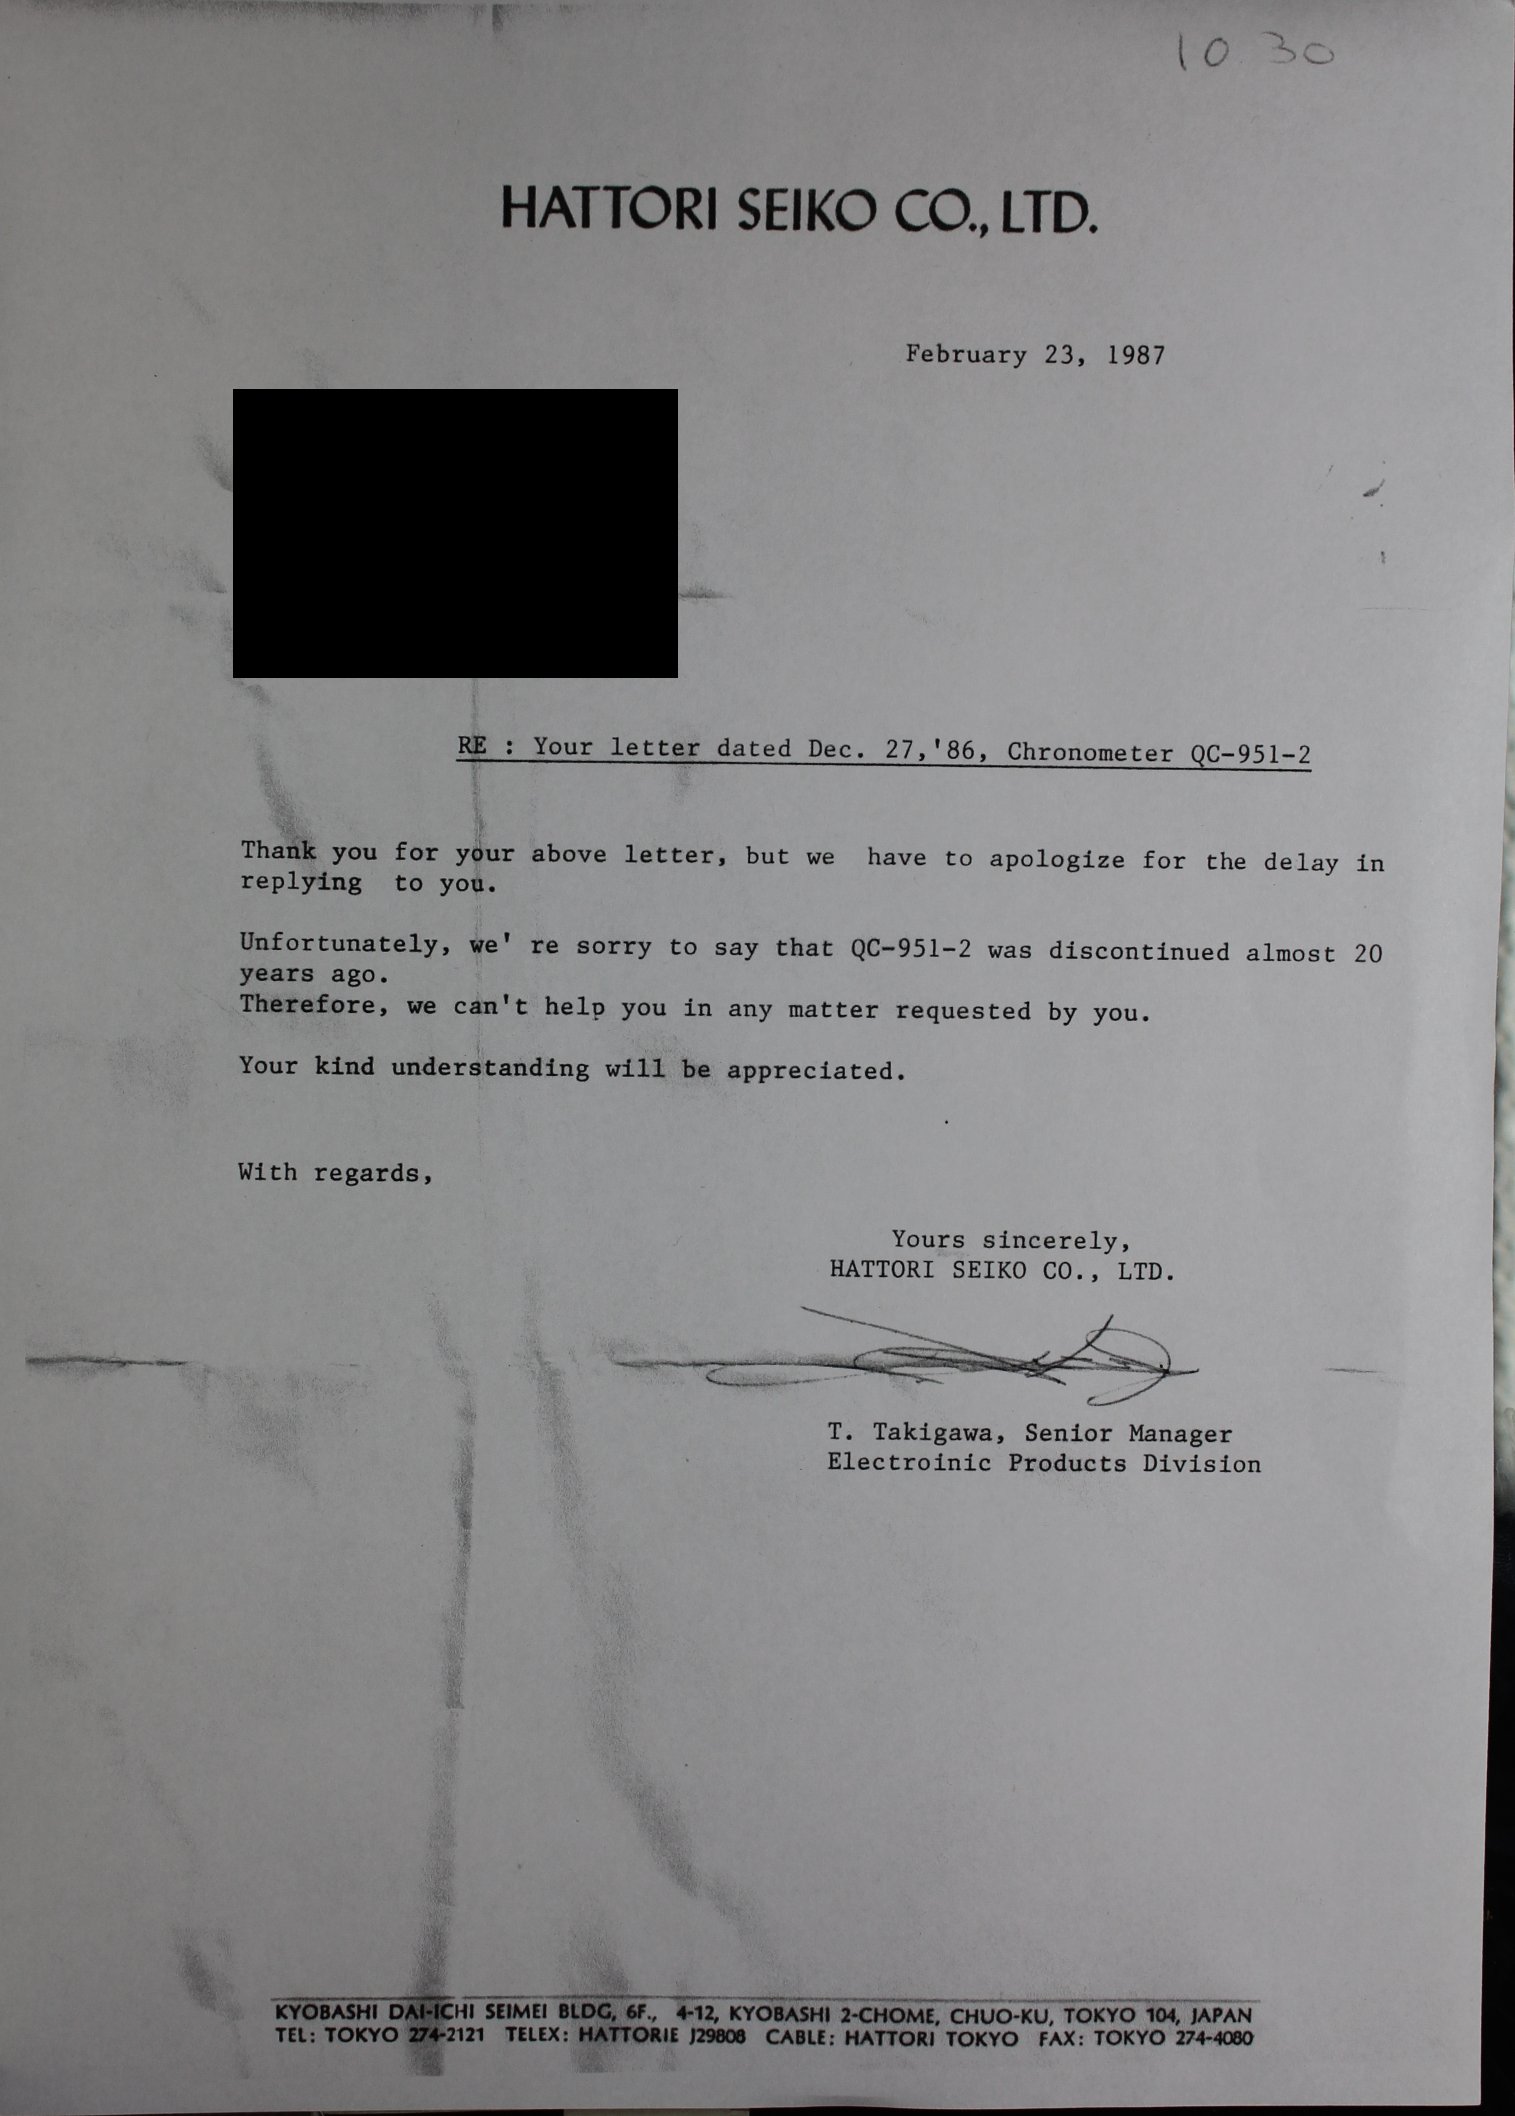 10 30
HATTORI SEIKO CO., LTD.
February 23, 1987
RE : Your letter dated Dec. 27,'86, Chronometer QC-951-2
Thank you for your above letter, but we have to apologize for the delay in
replying to you.
Unfortunately, we' re sorry to say that QC-951-2 was discontinued almost 20
years ago.
Therefore, we can't help you in any matter requested by you.
Your kind understanding will be appreciated.
With regards,
Yours sincerely,
HATTORI SEIKO CO., LTD.
T. Takigawa, Senior Manager
Electroinic Products Division
KYOBASHI DAI-ICHI SEIMEI BLDG, 6F., 4-12, KYOBASHI 2-CHOME, CHUO-KU, TOKYO 104, JAPAN
TEL: TOKYO 274-2121 TELEX: HATTORIE J29808 CABLE: HATTORI TOKYO FAX: TOKYO 274-4080